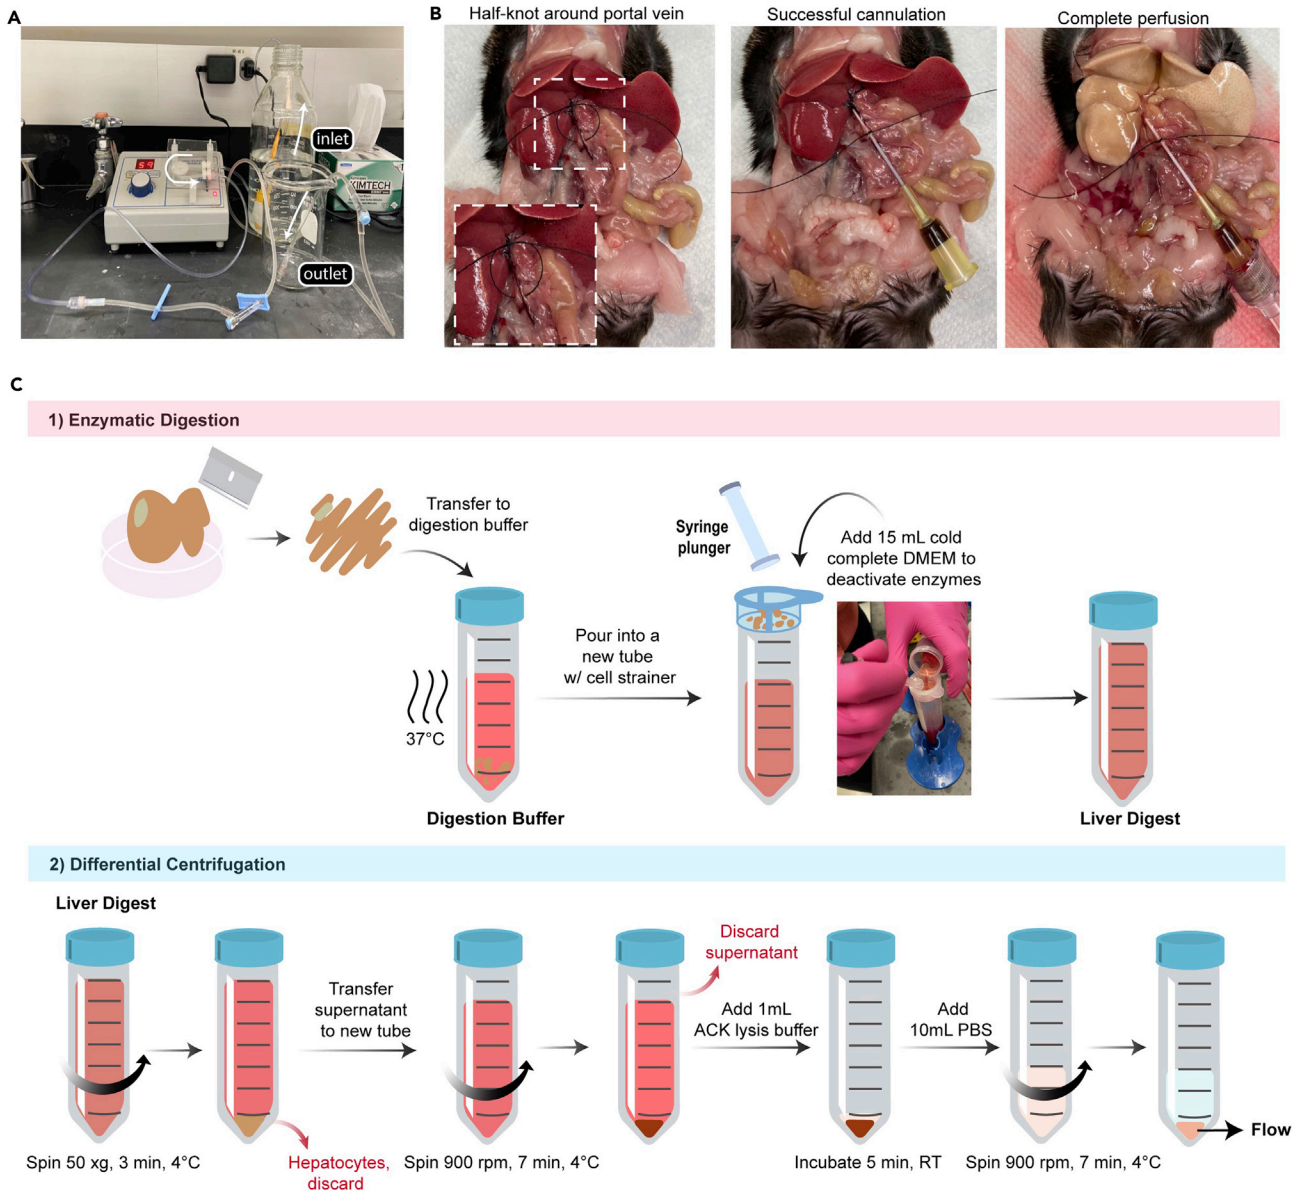 A
B
Half-knot around portal vein
Successful cannulation
Complete perfusion
inlet
59
KIMTECH
outlet
C
1) Enzymatic Digestion
Transfer to
digestion buffer
Syringe
plunger
Add 15 mL cold
complete DMEM to
deactivate enzymes
Pour into a
new tube
w/ cell strainer
37°C
Digestion Buffer
Liver Digest
2) Differential Centrifugation
Liver Digest
Discard
supernatant
Transfer
supernatant
to new tube
Add 1mL
ACK lysis buffer
Add
10mL PBS
Flow
Spin 50 xg, 3 min, 4°C
Hepatocytes,
discard
Spin 900 rpm, 7 min, 4°C
Incubate 5 min, RT
Spin 900 rpm, 7 min, 4°C